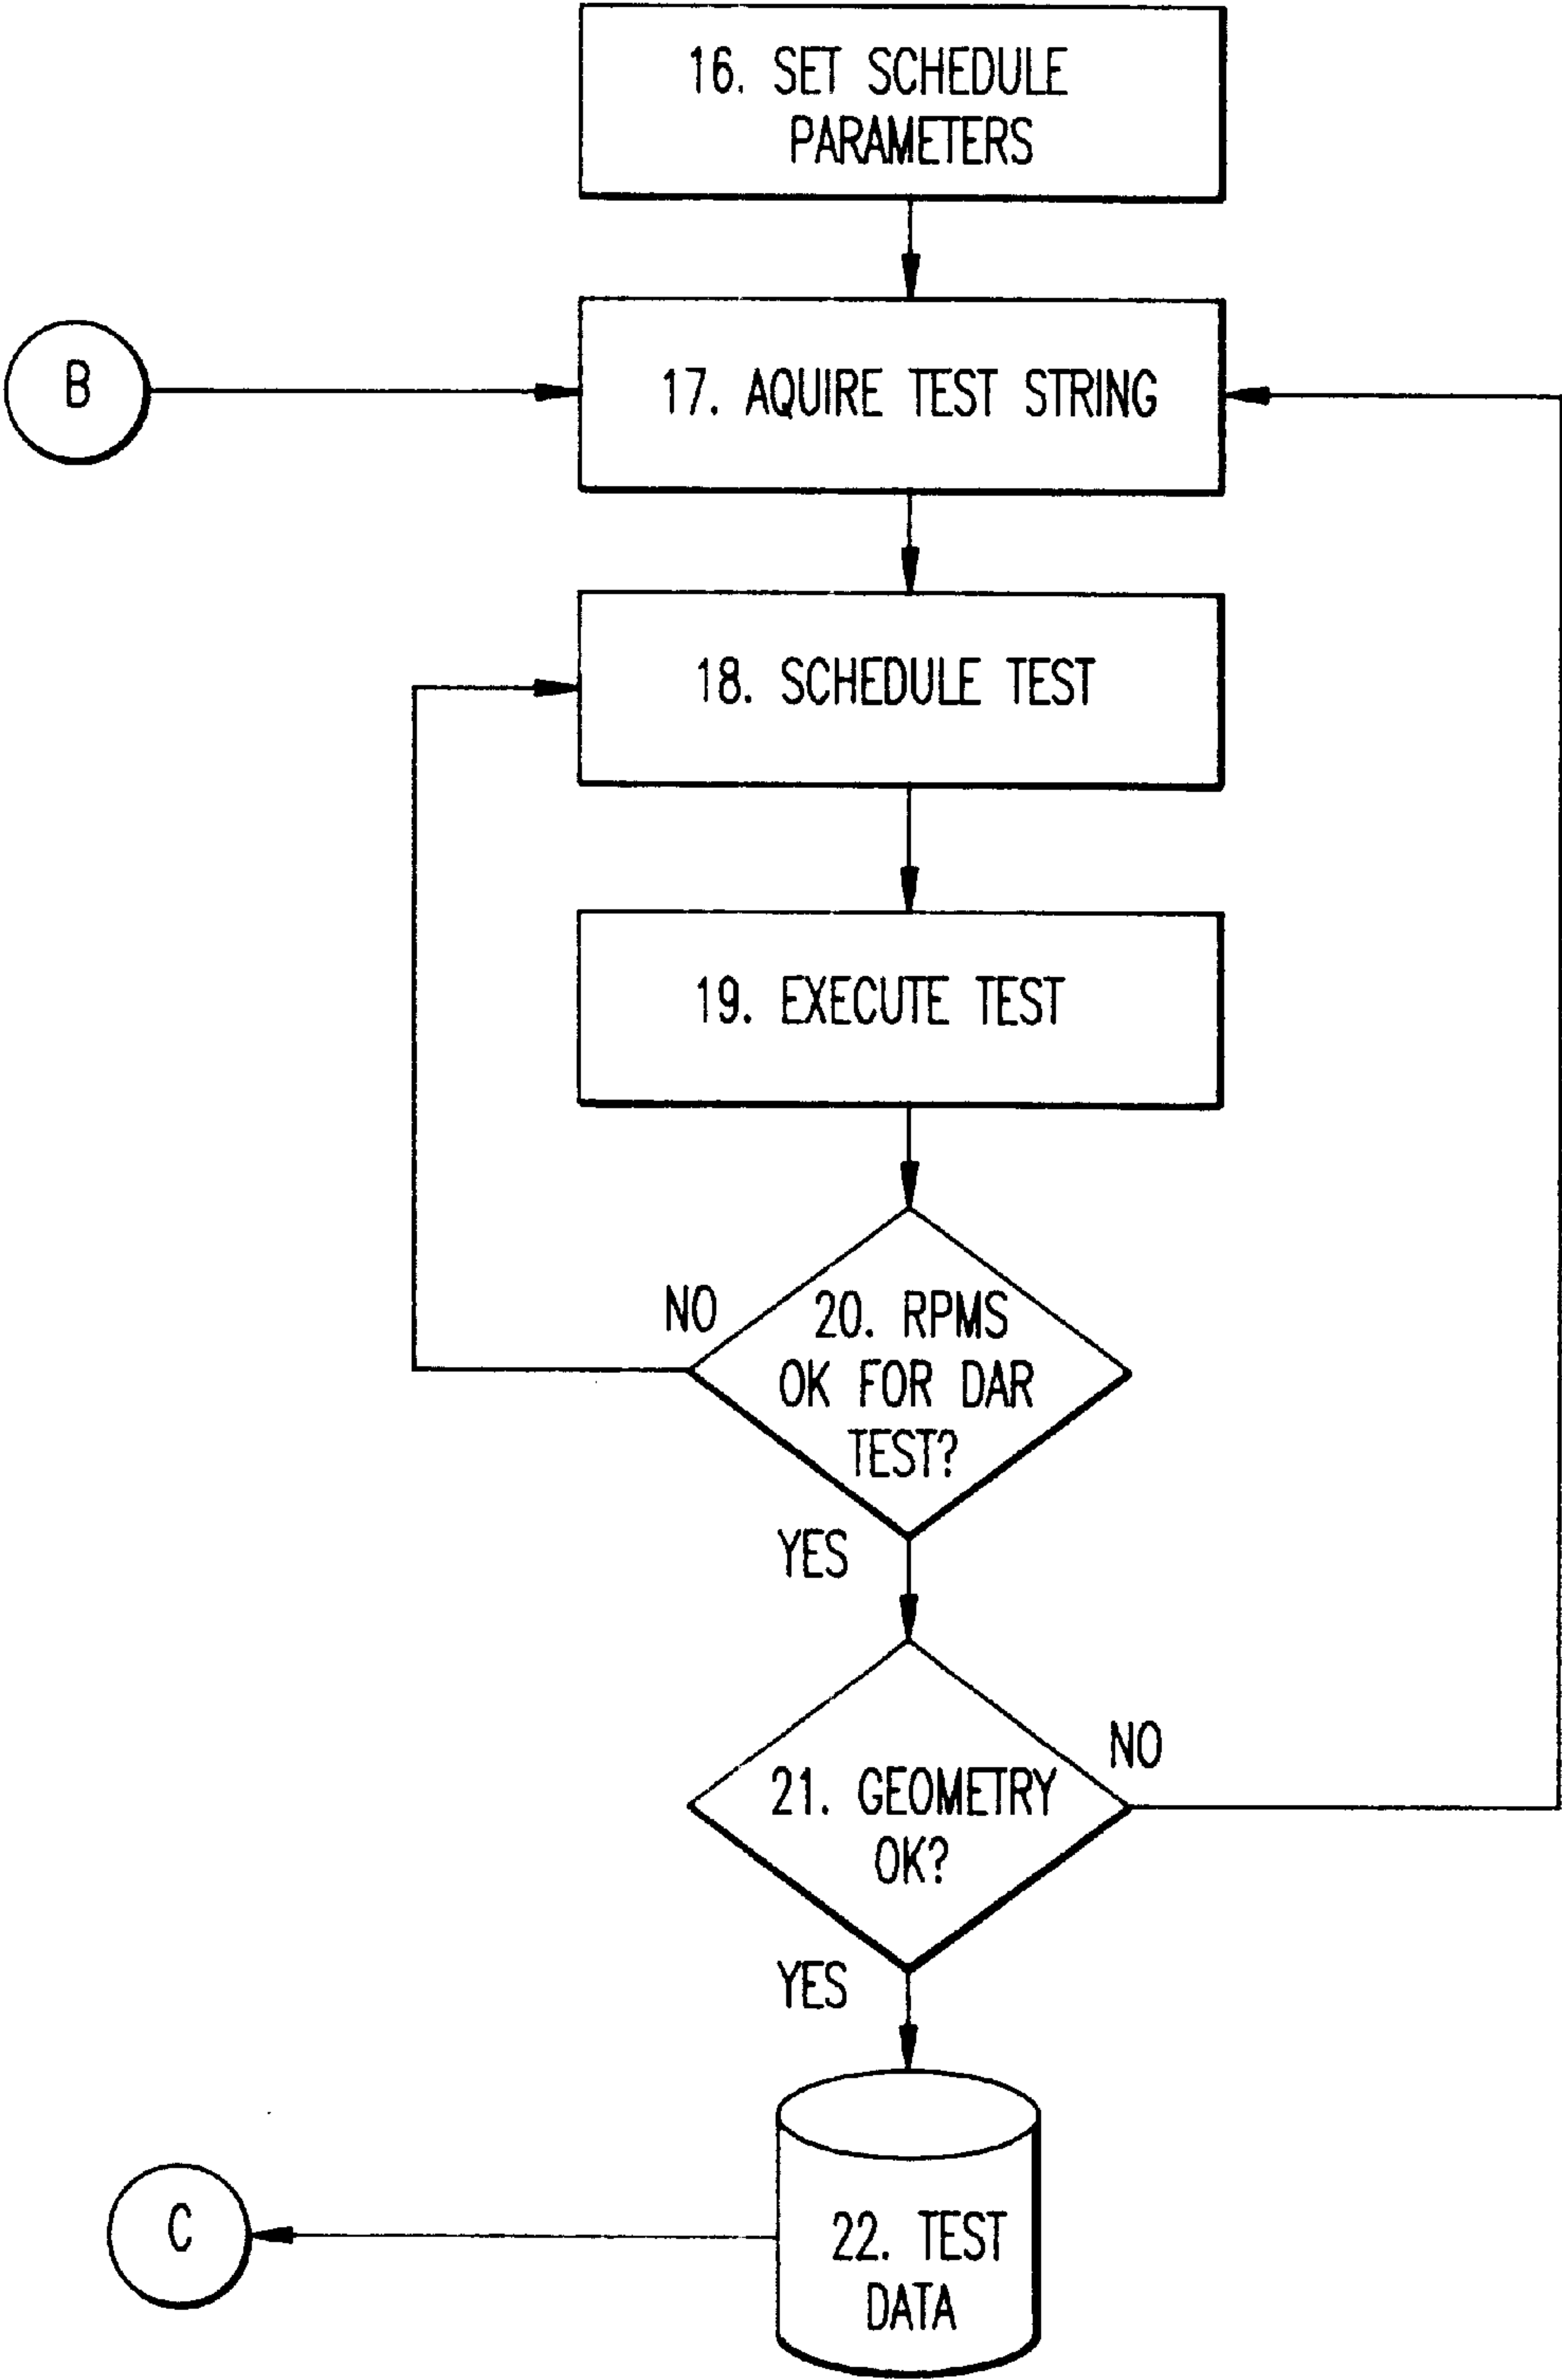 16. SET SCHEDULE
PARAMETERS
B
17. AQUIRE TEST STRING
18. SCHEDULE TEST
19. EXECUTE TEST
NO
20. RPMS
OK FOR DAR
TEST?
YES
NO
21. GEOMETRY
OK?
YES
C
22. TEST
DATA